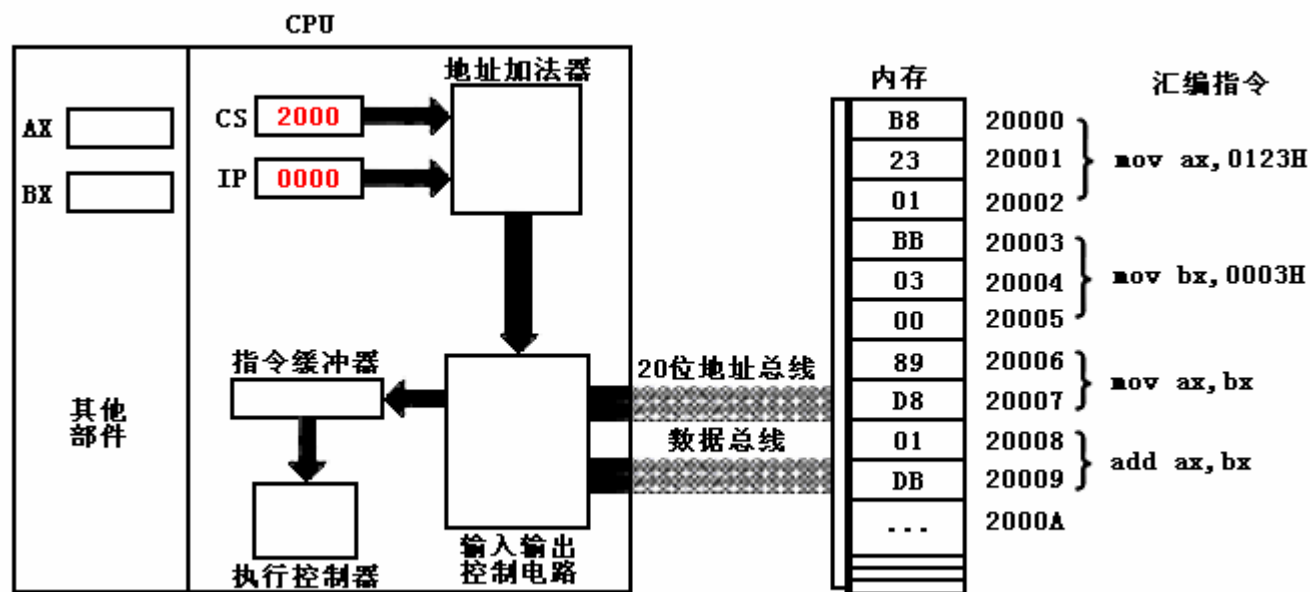 CPU
地址加法器
AX
BX
CS 2000
IP 0000
指令缓冲器
其他
部件
执行控制器
输入输出
控制电路
20位地址总线
数据总线
内存 汇编指令
B8 20000
23 20001 mov ax,0123H
01 20002
BB 20003
03 20004 mov bx,0003H
00 20005
89 20006
D8 20007 mov ax,bx
01 20008
DB 20009 add ax,bx
... 2000A